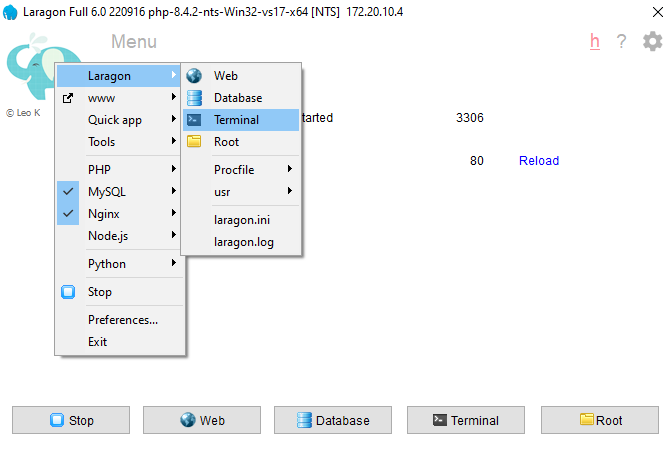 Laragon Full 6.0 220916 php-8.4.2-nts-Win32-vs17-x64 [NTS] 172.20.10.4
Menu
h ?
© Leo K
Laragon
www
Quick app
Tools
PHP
MySQL
Nginx
Node.js
Python
Stop
Preferences...
Exit
Web
Database
Terminal
Root
Procfile
usr
laragon.ini
laragon.log
tarted 3306
80 Reload
Stop Web Database Terminal Root